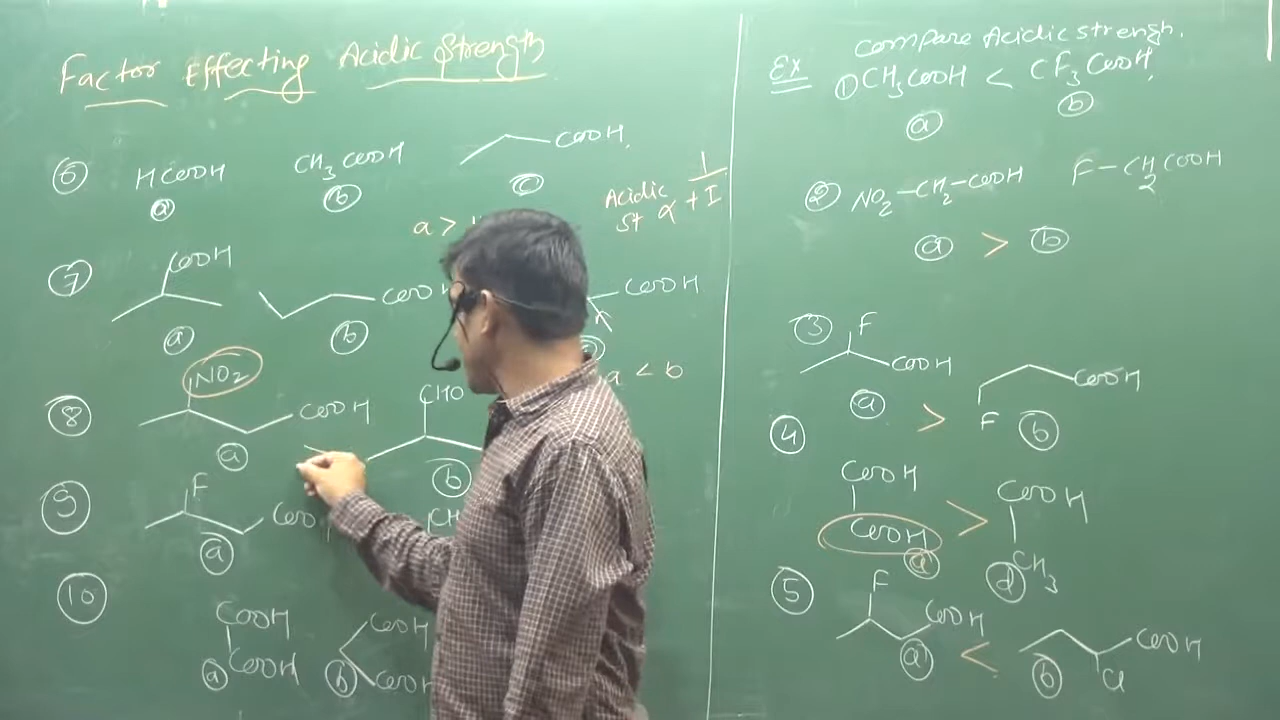 Factor Effecting Acidic Strength
6 HCOOH CH3COOH COOH
a b c
a >
Acidic St ∝ 1/+I
7 COOH COOH COOH
a b
a < b
8 NO2 COOH CHO
a > b
9 F
a
10 COOH COOH
a COOH b COOH
Ex Compare Acidic strength.
1 CH3COOH < CF3COOH
a b
2 NO2-CH2-COOH F-CH2COOH
a > b
3 F COOH COOH
a > F b
4 COOH > COOH
COOH CH3
a d
5 F COOH COOH
a < b Cl